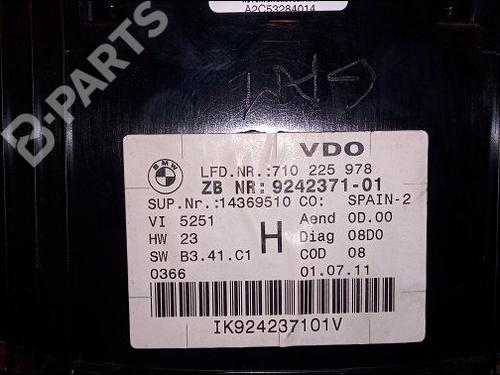 A2C53284014
B-PARTS
BMW
VDO
LFD.NR.:710 225 978
ZB NR: 9242371-01
SUP.Nr.:14369510 CO: SPAIN-2
VI 5251 Aend 0D.00
HW 23 H Diag 08D0
SW B3.41.C1 COD 08
0366 01.07.11
IK924237101V